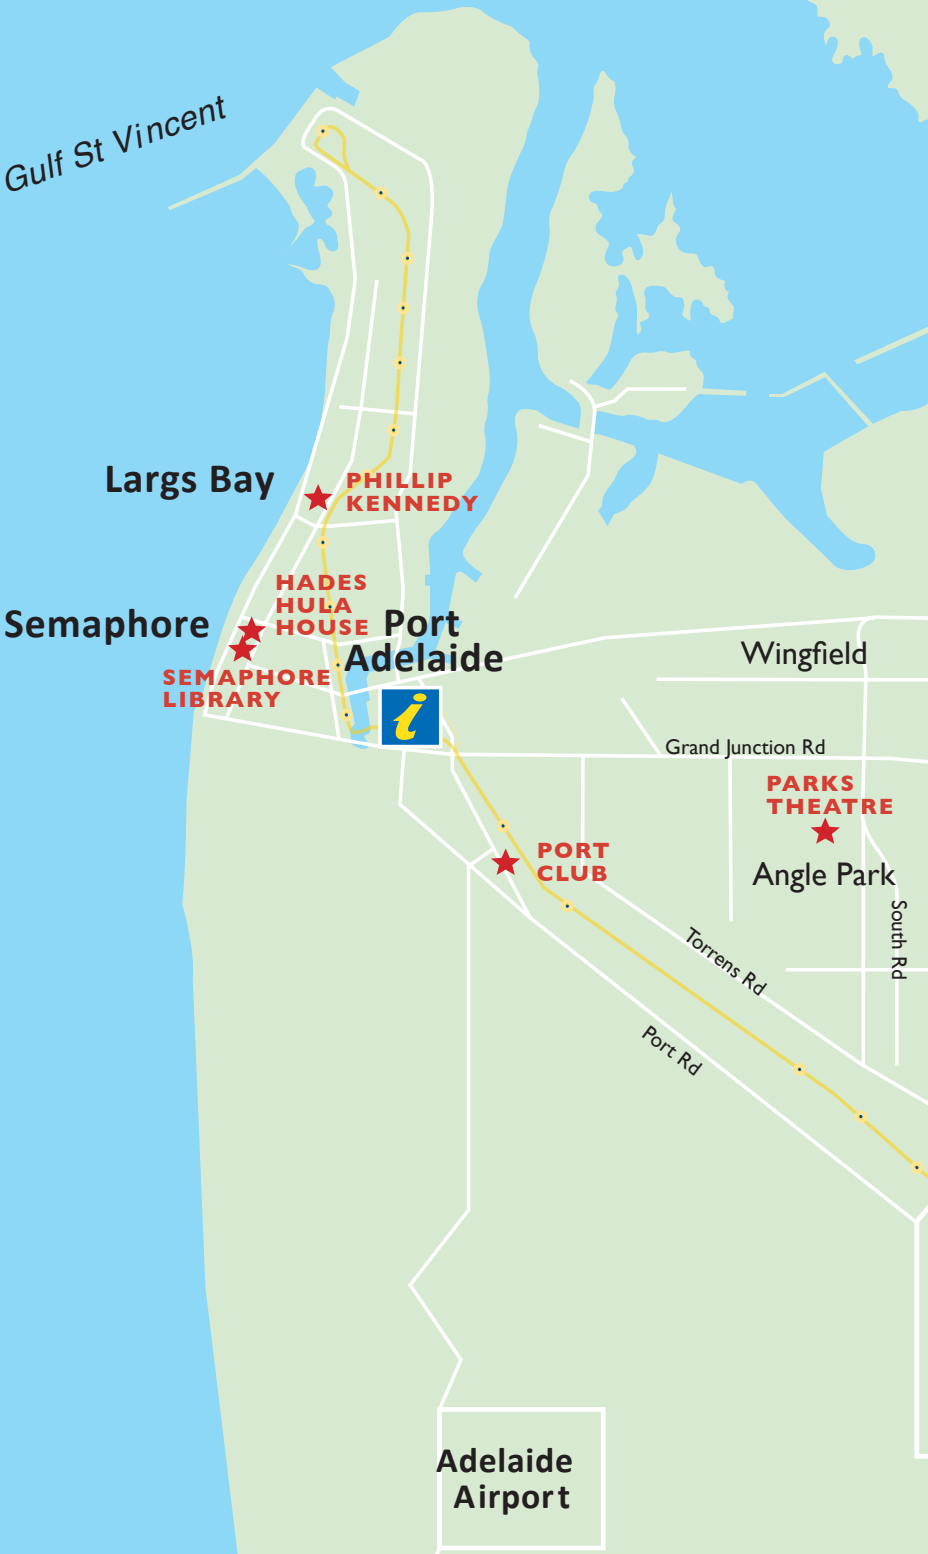 Gulf St Vincent
Largs Bay
PHILLIP
KENNEDY
HADES
HULA
HOUSE
Semaphore
Port
Adelaide
SEMAPHORE
LIBRARY
i
Wingfield
Grand Junction Rd
PARKS
THEATRE
PORT
CLUB
Angle Park
South Rd
Torrens Rd
Port Rd
Adelaide
Airport